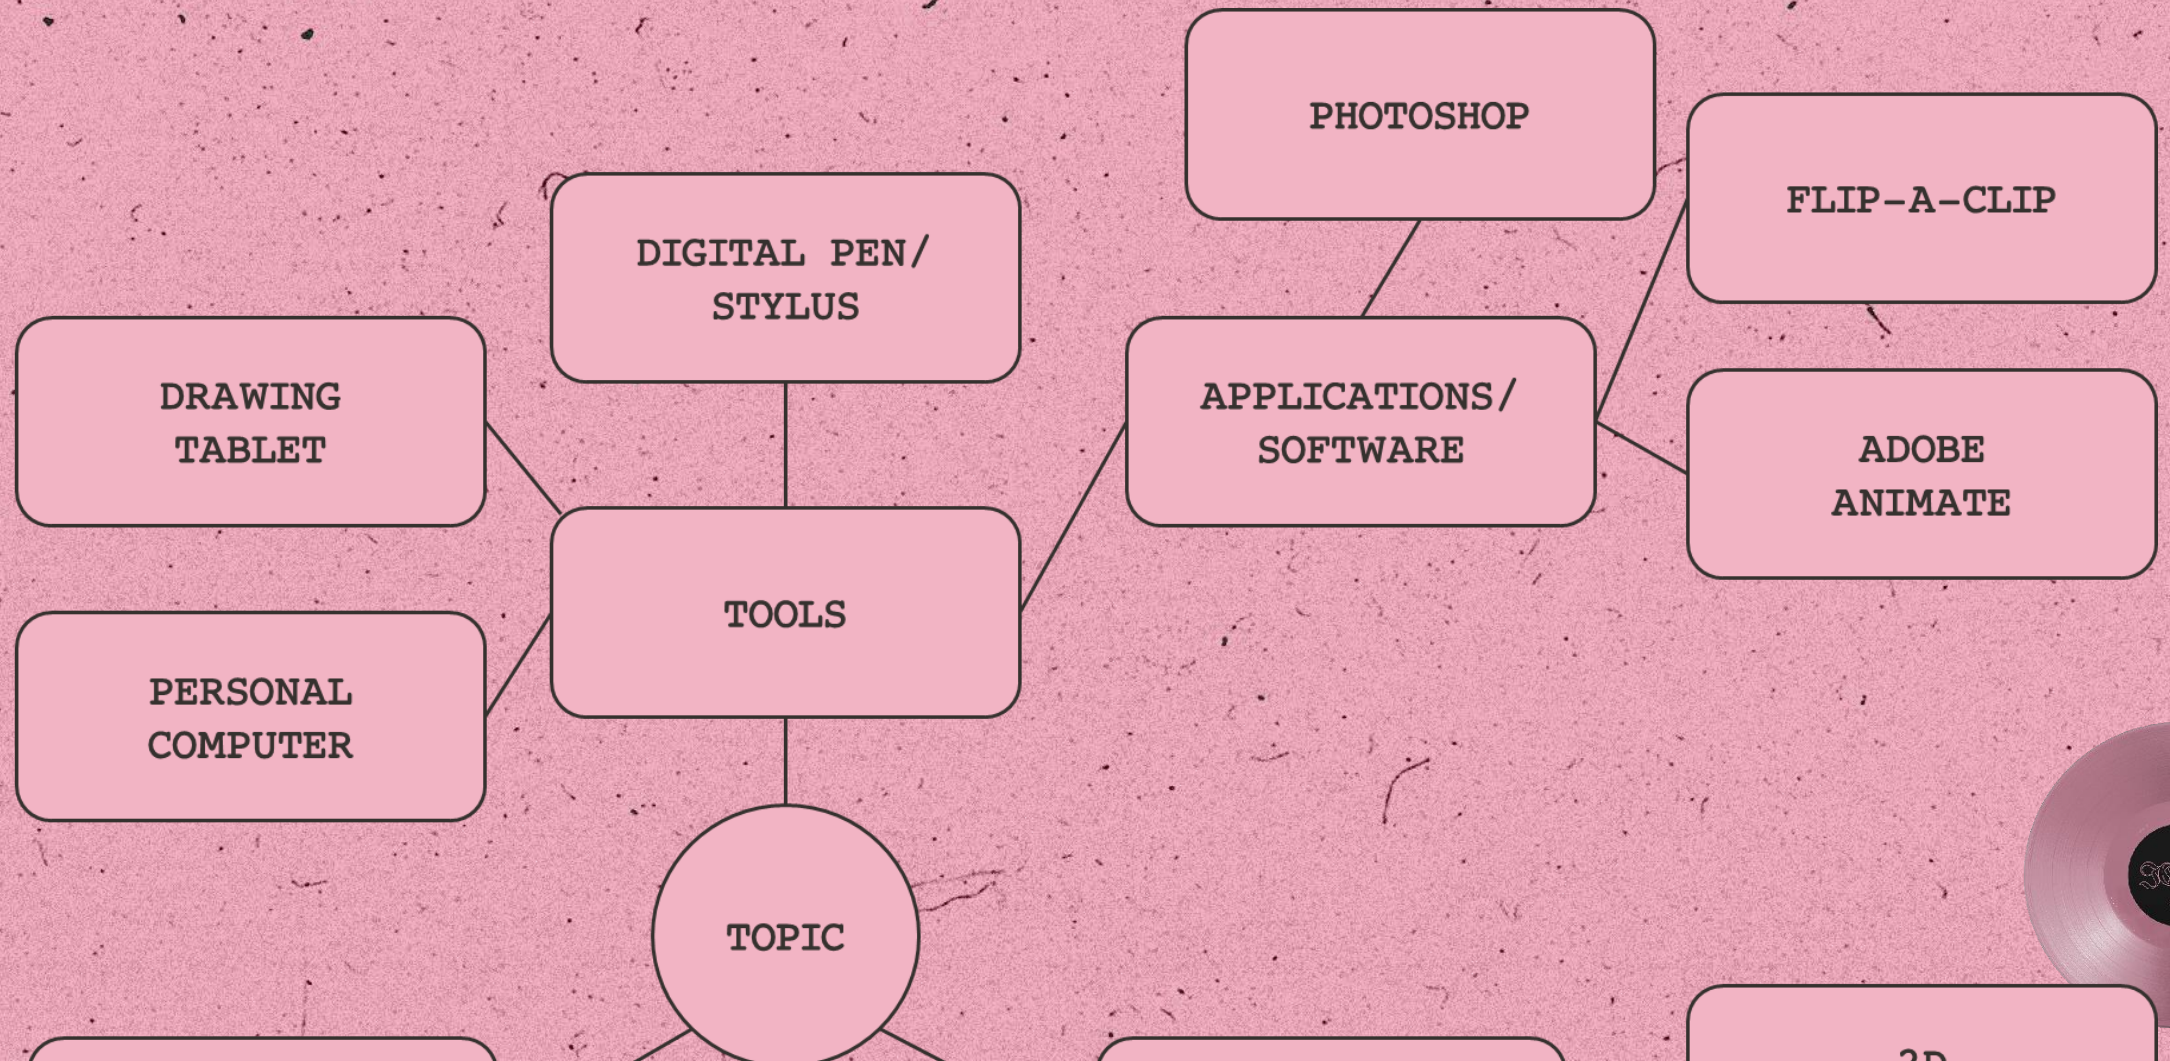 PHOTOSHOP
FLIP-A-CLIP
DIGITAL PEN/
STYLUS
DRAWING
TABLET
APPLICATIONS/
SOFTWARE
ADOBE
ANIMATE
TOOLS
PERSONAL
COMPUTER
TOPIC